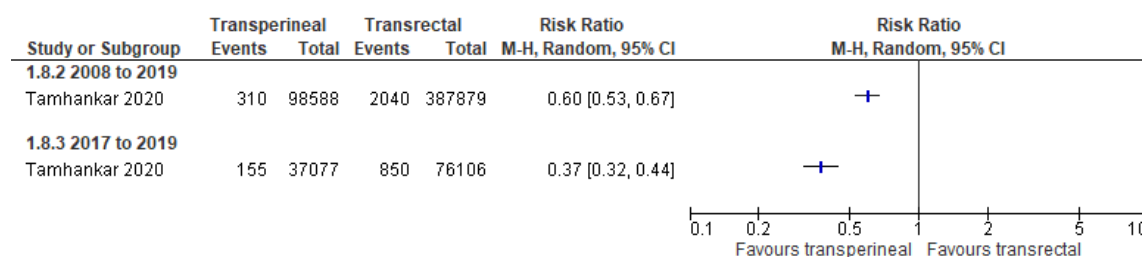 Transperineal Transrectal Risk Ratio Risk Ratio
Study or Subgroup Events Total Events Total M-H, Random, 95% CI M-H, Random, 95% CI
1.8.2 2008 to 2019
Tamhankar 2020 310 98588 2040 387879 0.60 [0.53, 0.67]
1.8.3 2017 to 2019
Tamhankar 2020 155 37077 850 76106 0.37 [0.32, 0.44]
0.1 0.2 0.5 1 2 5 10
Favours transperineal Favours transrectal